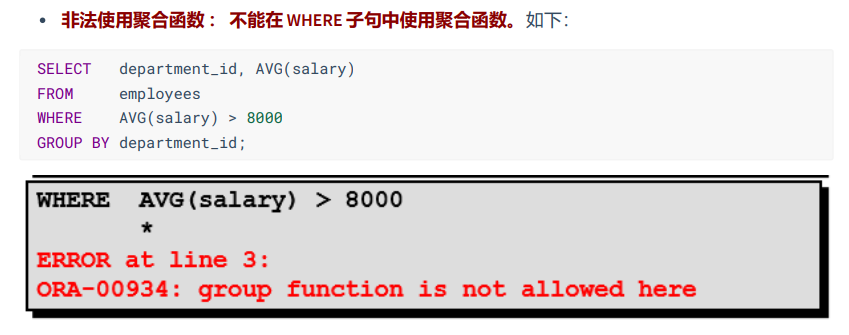 • 非法使用聚合函数： 不能在 WHERE 子句中使用聚合函数。如下：
SELECT   department_id, AVG(salary)
FROM     employees
WHERE    AVG(salary) > 8000
GROUP BY department_id;
WHERE  AVG(salary) > 8000
       *
ERROR at line 3:
ORA-00934: group function is not allowed here